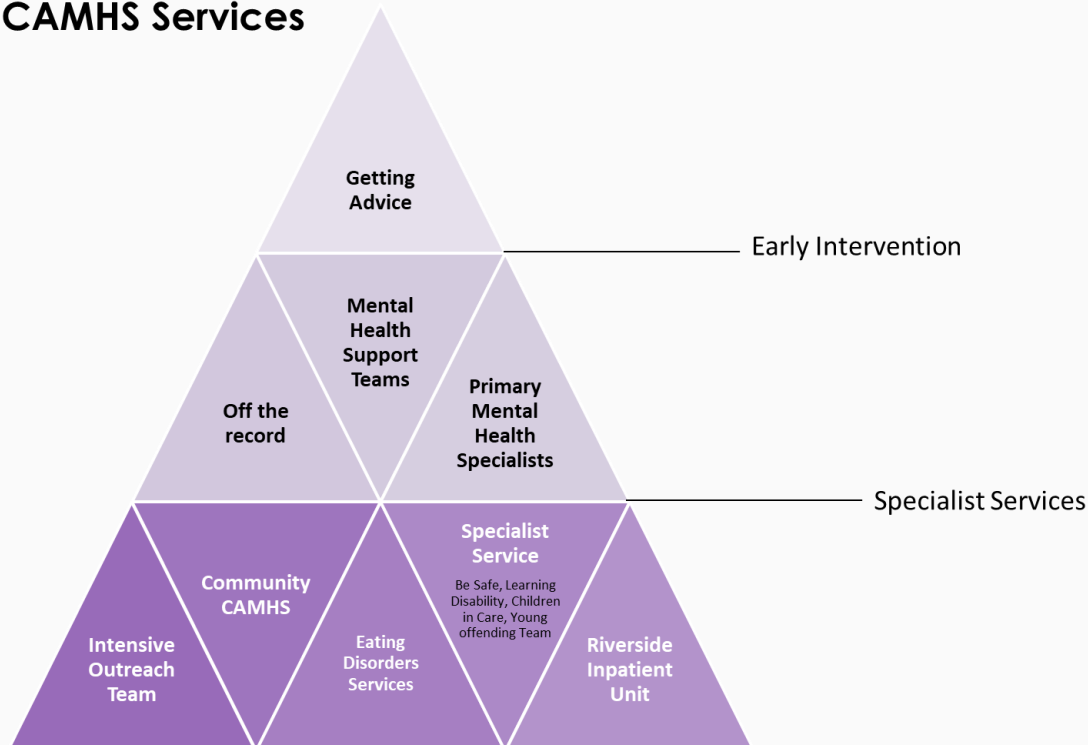 CAMHS Services
Getting
Advice
Early Intervention
Mental
Health
Support
Teams
Off the
record
Primary
Mental
Health
Specialists
Specialist Services
Intensive
Outreach
Team
Community
CAMHS
Eating
Disorders
Services
Specialist
Service
Be Safe, Learning
Disability, Children
in Care, Young
offending Team
Riverside
Inpatient
Unit